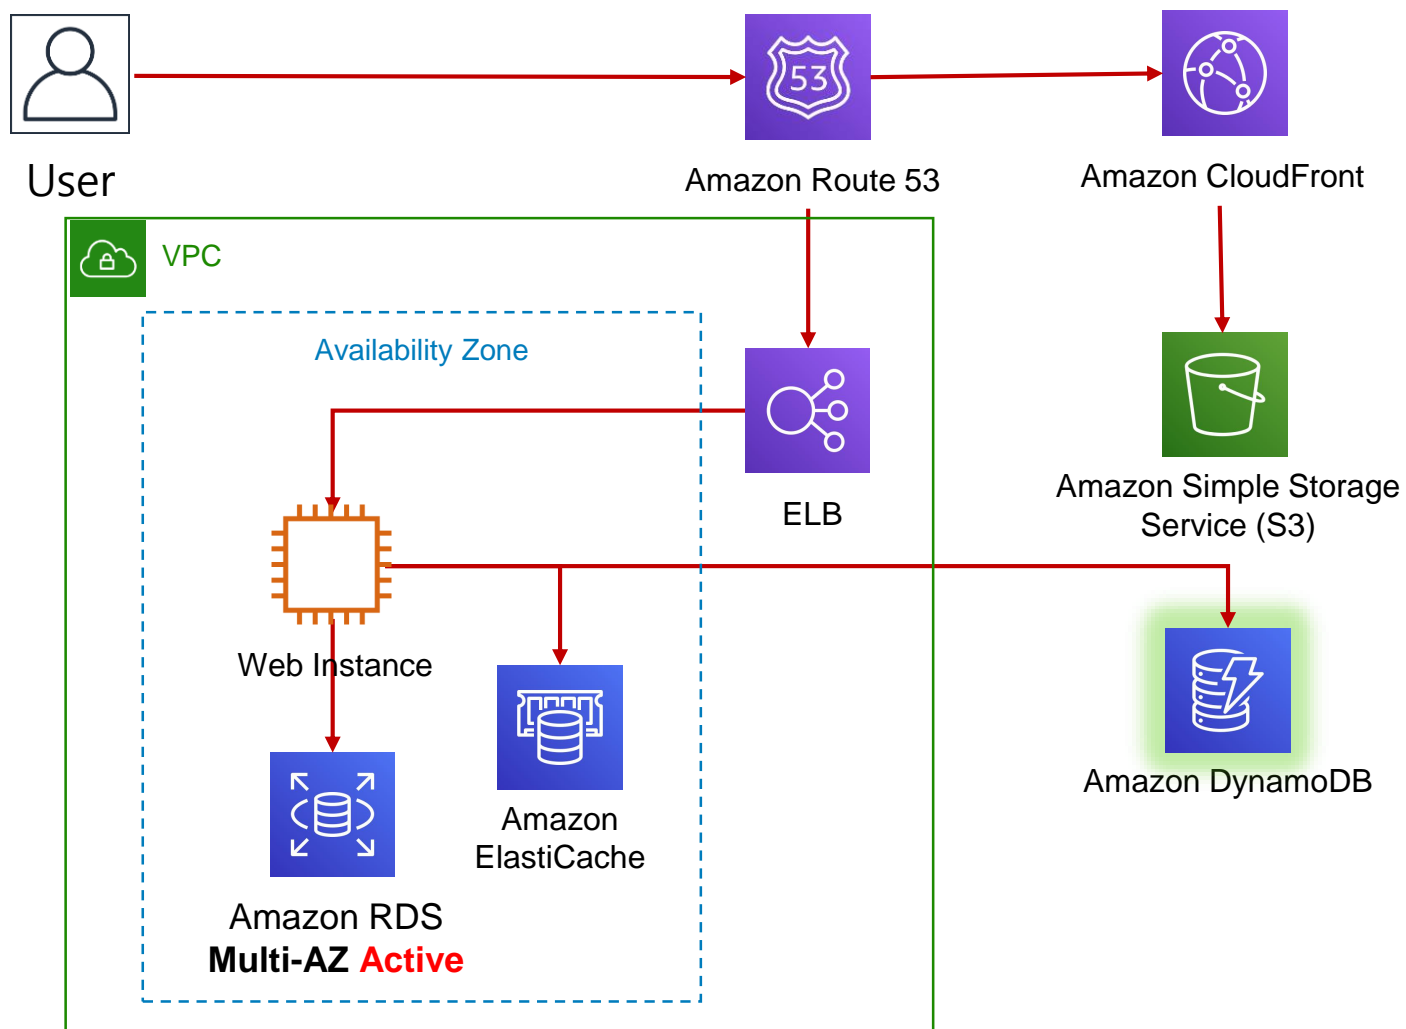 53
User
Amazon Route 53
Amazon CloudFront
VPC
Availability Zone
ELB
Amazon Simple Storage
Service (S3)
Web Instance
Amazon
ElastiCache
Amazon DynamoDB
Amazon RDS
Multi-AZ Active